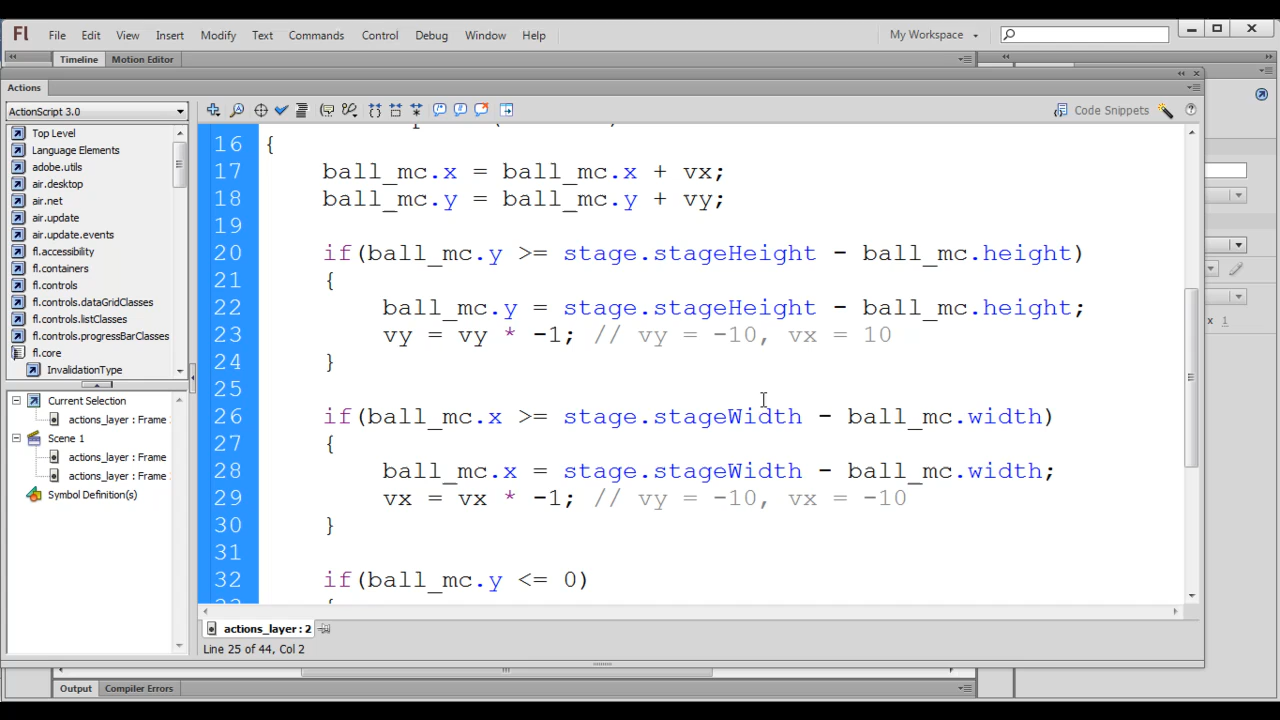 Fl File Edit View Insert Modify Text Commands Control Debug Window Help My Workspace
Timeline Motion Editor
Actions
ActionScript 3.0 Code Snippets
Top Level
Language Elements
adobe.utils
air.desktop
air.net
air.update
air.update.events
fl.accessibility
fl.containers
fl.controls
fl.controls.dataGridClasses
fl.controls.listClasses
fl.controls.progressBarClasses
fl.core
InvalidationType
Current Selection
actions_layer : Frame
Scene 1
actions_layer : Frame
actions_layer : Frame
Symbol Definition(s)
16 {
17 ball_mc.x = ball_mc.x + vx;
18 ball_mc.y = ball_mc.y + vy;
19
20 if(ball_mc.y >= stage.stageHeight - ball_mc.height)
21 {
22 ball_mc.y = stage.stageHeight - ball_mc.height;
23 vy = vy * -1; // vy = -10, vx = 10
24 }
25
26 if(ball_mc.x >= stage.stageWidth - ball_mc.width)
27 {
28 ball_mc.x = stage.stageWidth - ball_mc.width;
29 vx = vx * -1; // vy = -10, vx = -10
30 }
31
32 if(ball_mc.y <= 0)
actions_layer : 2
Line 25 of 44, Col 2
Output Compiler Errors